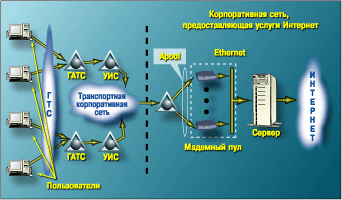 Корпоративная сеть,
предоставляющая услуги Интернет
Apool
Ethornet
ГТС
ГАТС
УИС
Транспортная
корпоративная
сеть
ГАТС
УИС
Мадемный пул
Сервер
ИНТЕРНЕТ
Пользователи